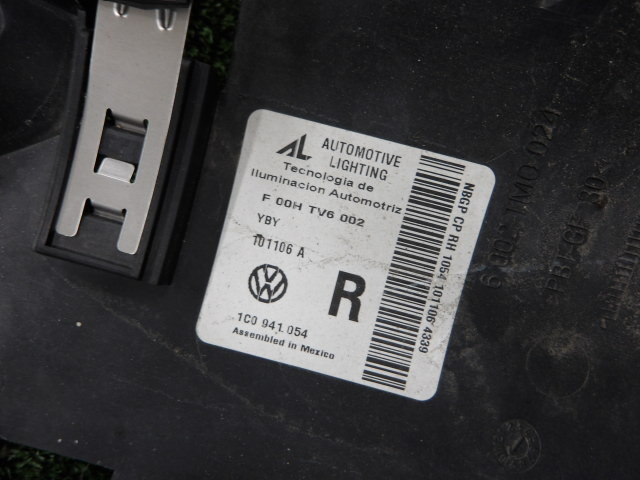 AL AUTOMOTIVE
LIGHTING
Tecnologia de
Iluminacion Automotriz
F 00H TV6 002
YBY
101106 A
R
1C0 941 054
Assembled in Mexico
NBGP CP RH 1054 101106 4339